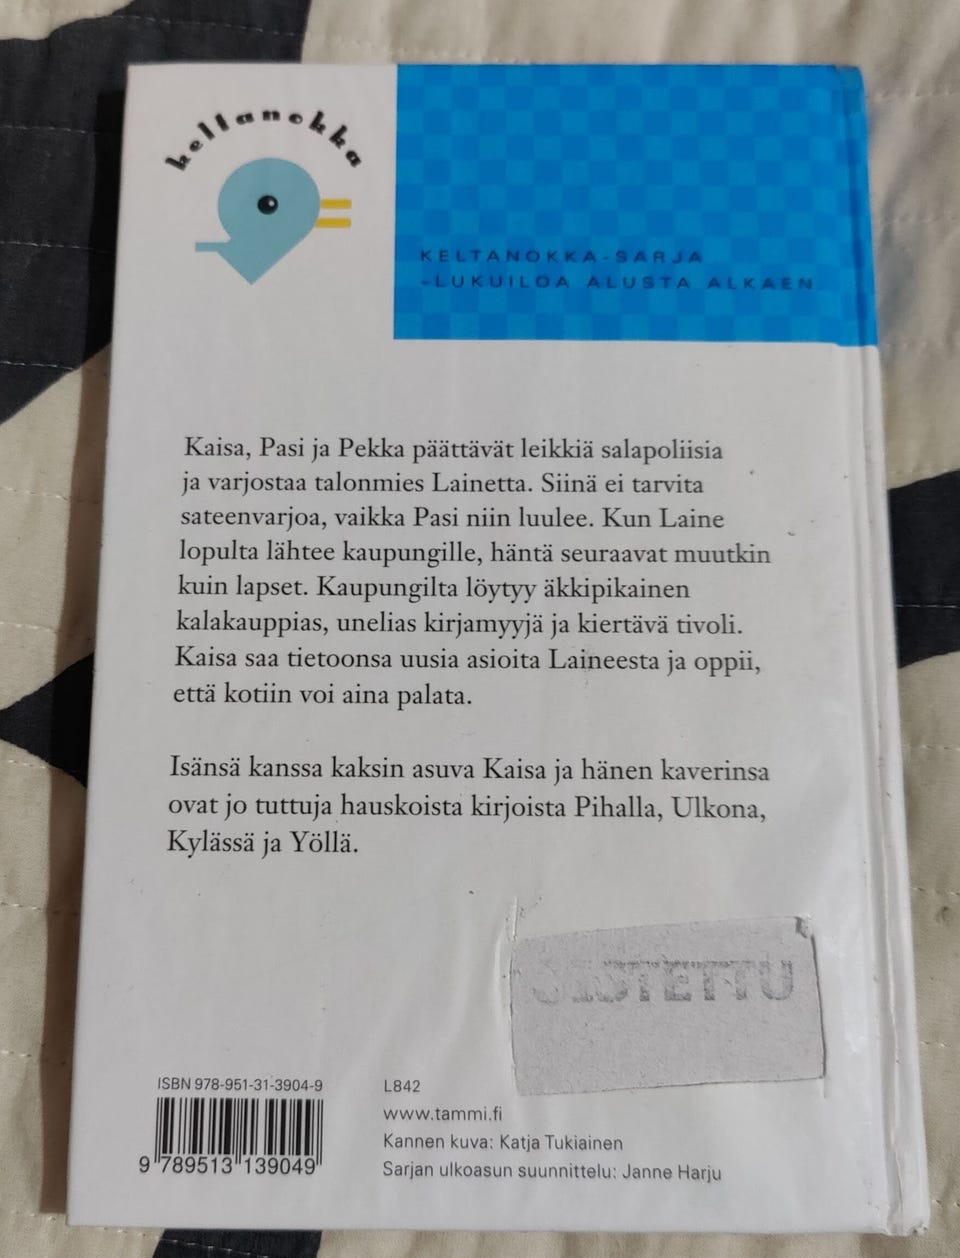 keltanokka
KELTANOKKA-SARJA
-LUKUILOA ALUSTA ALKAEN
Kaisa, Pasi ja Pekka päättävät leikkiä salapoliisia
ja varjostaa talonmies Lainetta. Siinä ei tarvita
sateenvarjoa, vaikka Pasi niin luulee. Kun Laine
lopulta lähtee kaupungille, häntä seuraavat muutkin
kuin lapset. Kaupungilta löytyy äkkipikainen
kalakauppias, unelias kirjamyyjä ja kiertävä tivoli.
Kaisa saa tietoonsa uusia asioita Laineesta ja oppii,
että kotiin voi aina palata.
Isänsä kanssa kaksin asuva Kaisa ja hänen kaverinsa
ovat jo tuttuja hauskoista kirjoista Pihalla, Ulkona,
Kylässä ja Yöllä.
ISBN 978-951-31-3904-9
9 789513 139049
L842
www.tammi.fi
Kannen kuva: Katja Tukiainen
Sarjan ulkoasun suunnittelu: Janne Harju